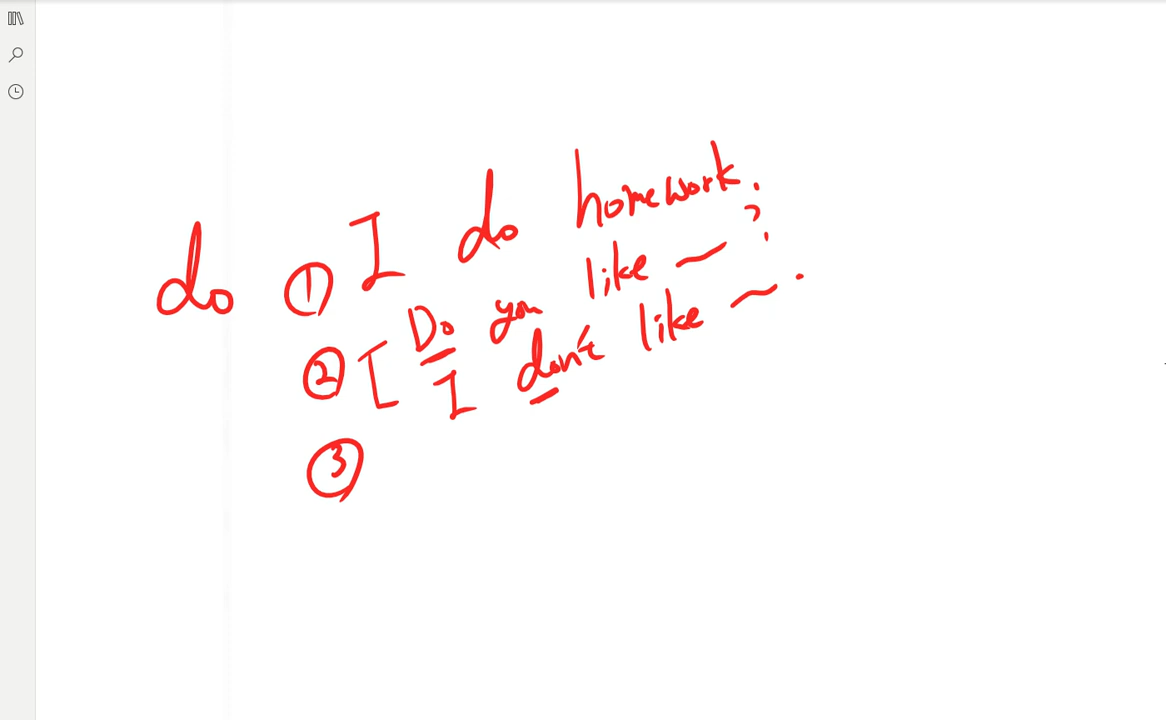 do ① I do homework.
② [ Do you like ~ ?
I don't like ~ .
③